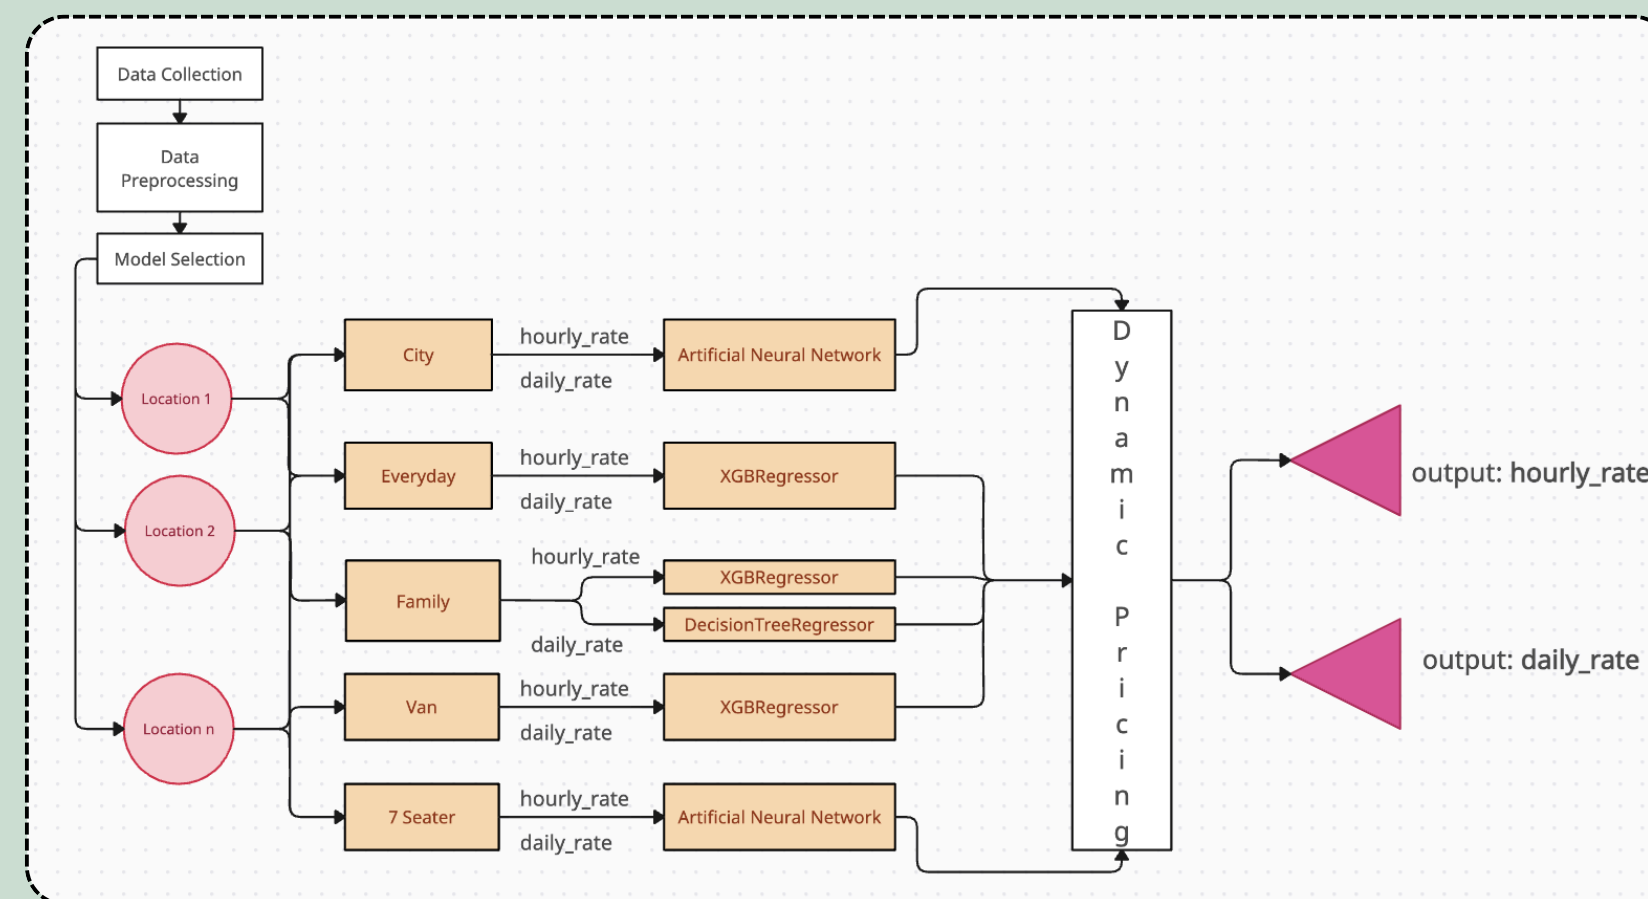 Data Collection
Data
Preprocessing
Model Selection
Location 1
Location 2
Location n
City
hourly_rate
daily_rate
Artificial Neural Network
Everyday
hourly_rate
daily_rate
XGBRegressor
Family
hourly_rate
daily_rate
XGBRegressor
DecisionTreeRegressor
Van
hourly_rate
daily_rate
XGBRegressor
7 Seater
hourly_rate
daily_rate
Artificial Neural Network
Dynamic Pricing
output: hourly_rate
output: daily_rate